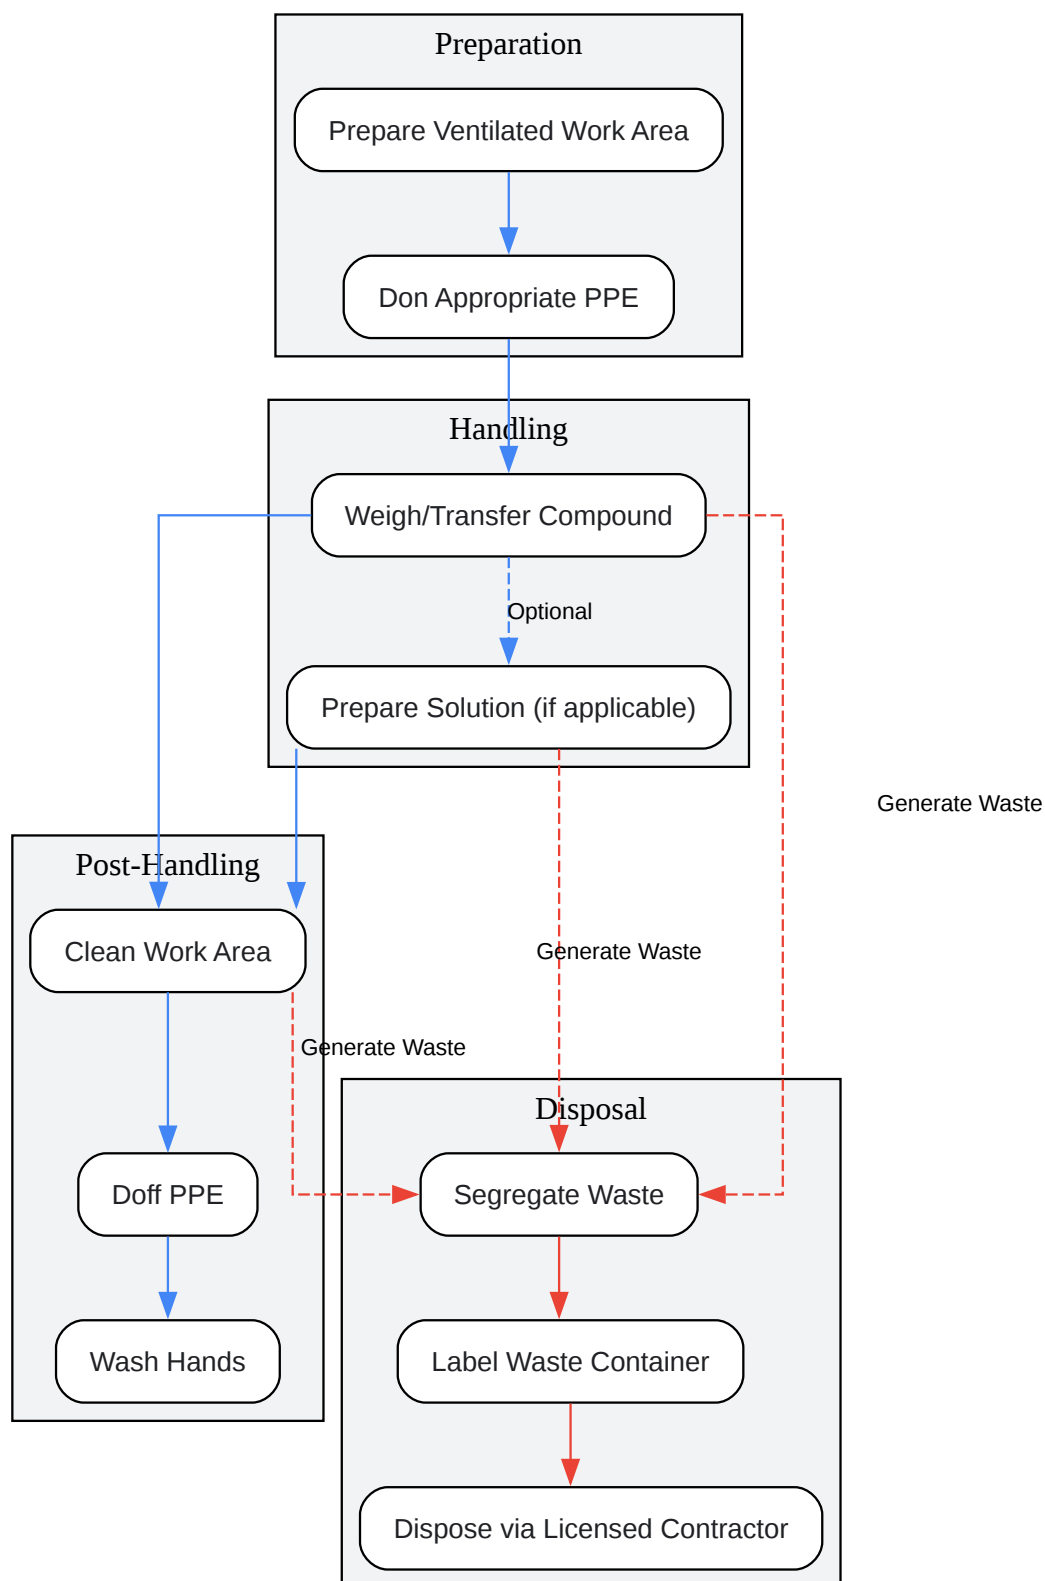 Preparation
Prepare Ventilated Work Area
Don Appropriate PPE
Handling
Weigh/Transfer Compound
Optional
Prepare Solution (if applicable)
Generate Waste
Post-Handling
Clean Work Area
Generate Waste
Generate Waste
Disposal
Doff PPE
Segregate Waste
Wash Hands
Label Waste Container
Dispose via Licensed Contractor